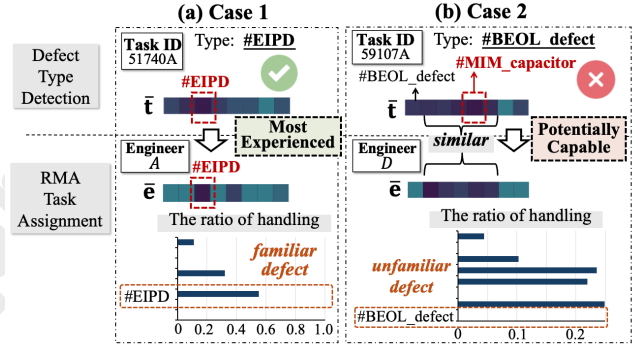 (a) Case 1
(b) Case 2
Defect
Type
Detection
RMA
Task
Assignment
Task ID
51740A
Type: #EIPD
#EIPD
t̄
Most
Experienced
Engineer
A
#EIPD
ē
The ratio of handling
familiar
defect
#EIPD
0 0.2 0.4 0.6 0.8 1.0
Task ID
59107A
Type: #BEOL_defect
#MIM_capacitor
#BEOL_defect
t̄
similar
Potentially
Capable
Engineer
D
ē
The ratio of handling
unfamiliar
defect
#BEOL_defect
0 0.1 0.2